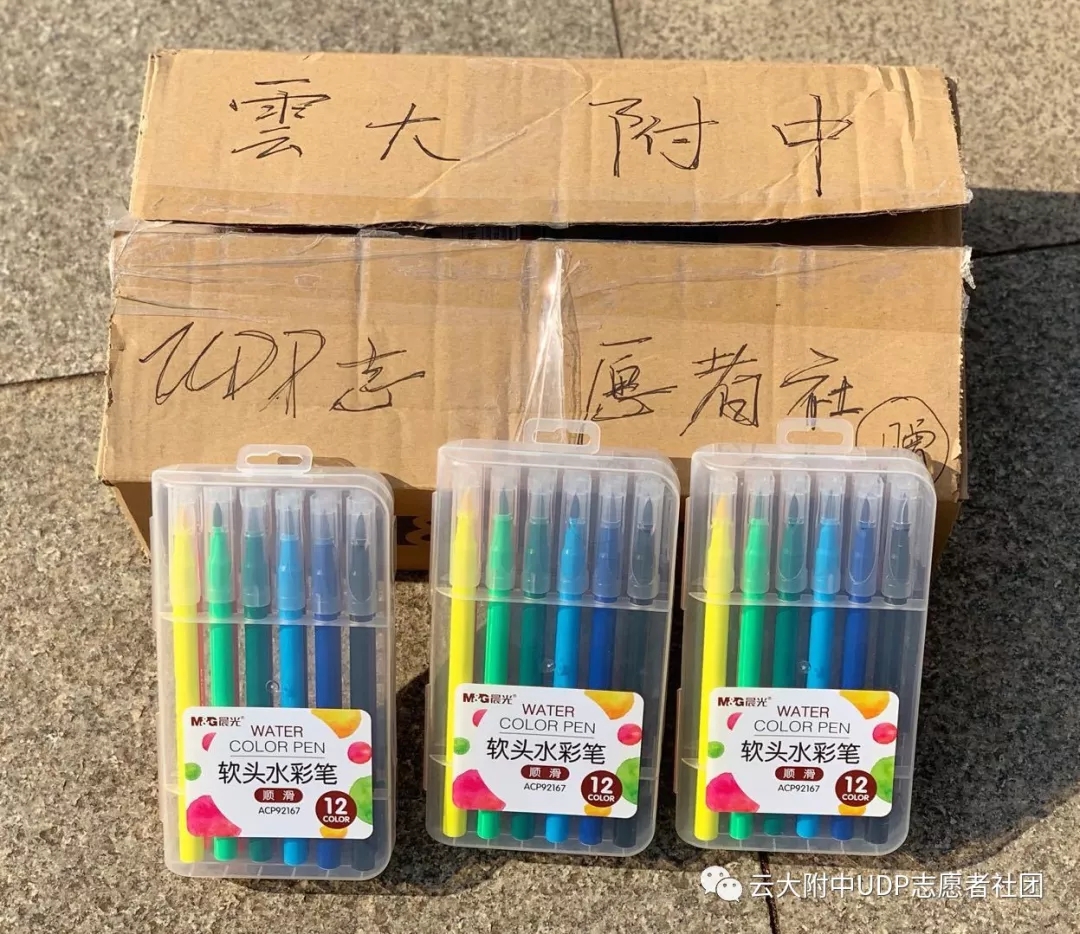 雲大附中
UDP志愿者社
赠
M&G晨光®
WATER
COLOR PEN
软头水彩笔
顺滑
ACP92167
12
COLOR
M&G晨光®
WATER
COLOR PEN
软头水彩笔
顺滑
ACP92167
12
COLOR
M&G晨光®
WATER
COLOR PEN
软头水彩笔
顺滑
ACP92167
12
COLOR
云大附中UDP志愿者社团